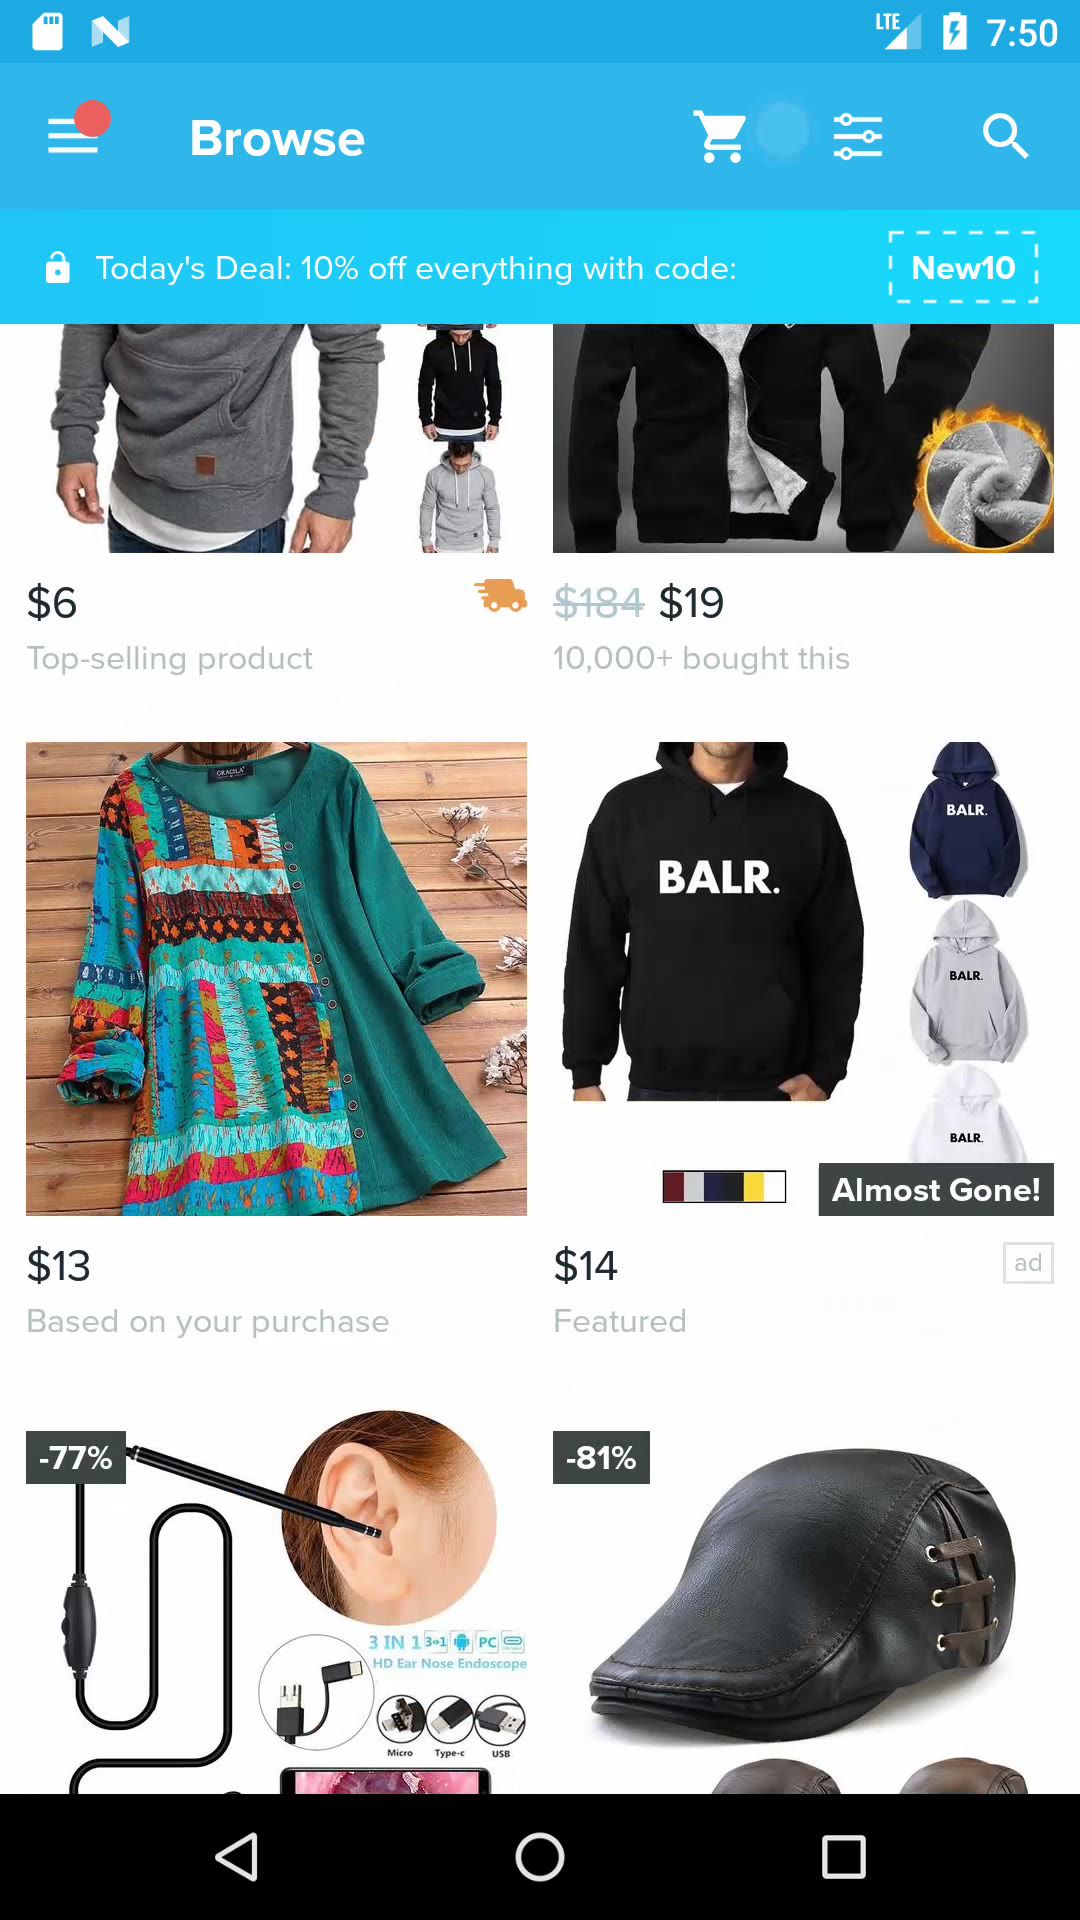 LTE 7:50
Browse
Today's Deal: 10% off everything with code: New10
$6
$184 $19
Top-selling product
10,000+ bought this
GRACILA
BALR.
BALR.
BALR.
BALR.
Almost Gone!
$13
$14
ad
Based on your purchase
Featured
-77%
-81%
3 IN 1 3in1 PC
HD Ear Nose Endoscope
Micro Type-c USB